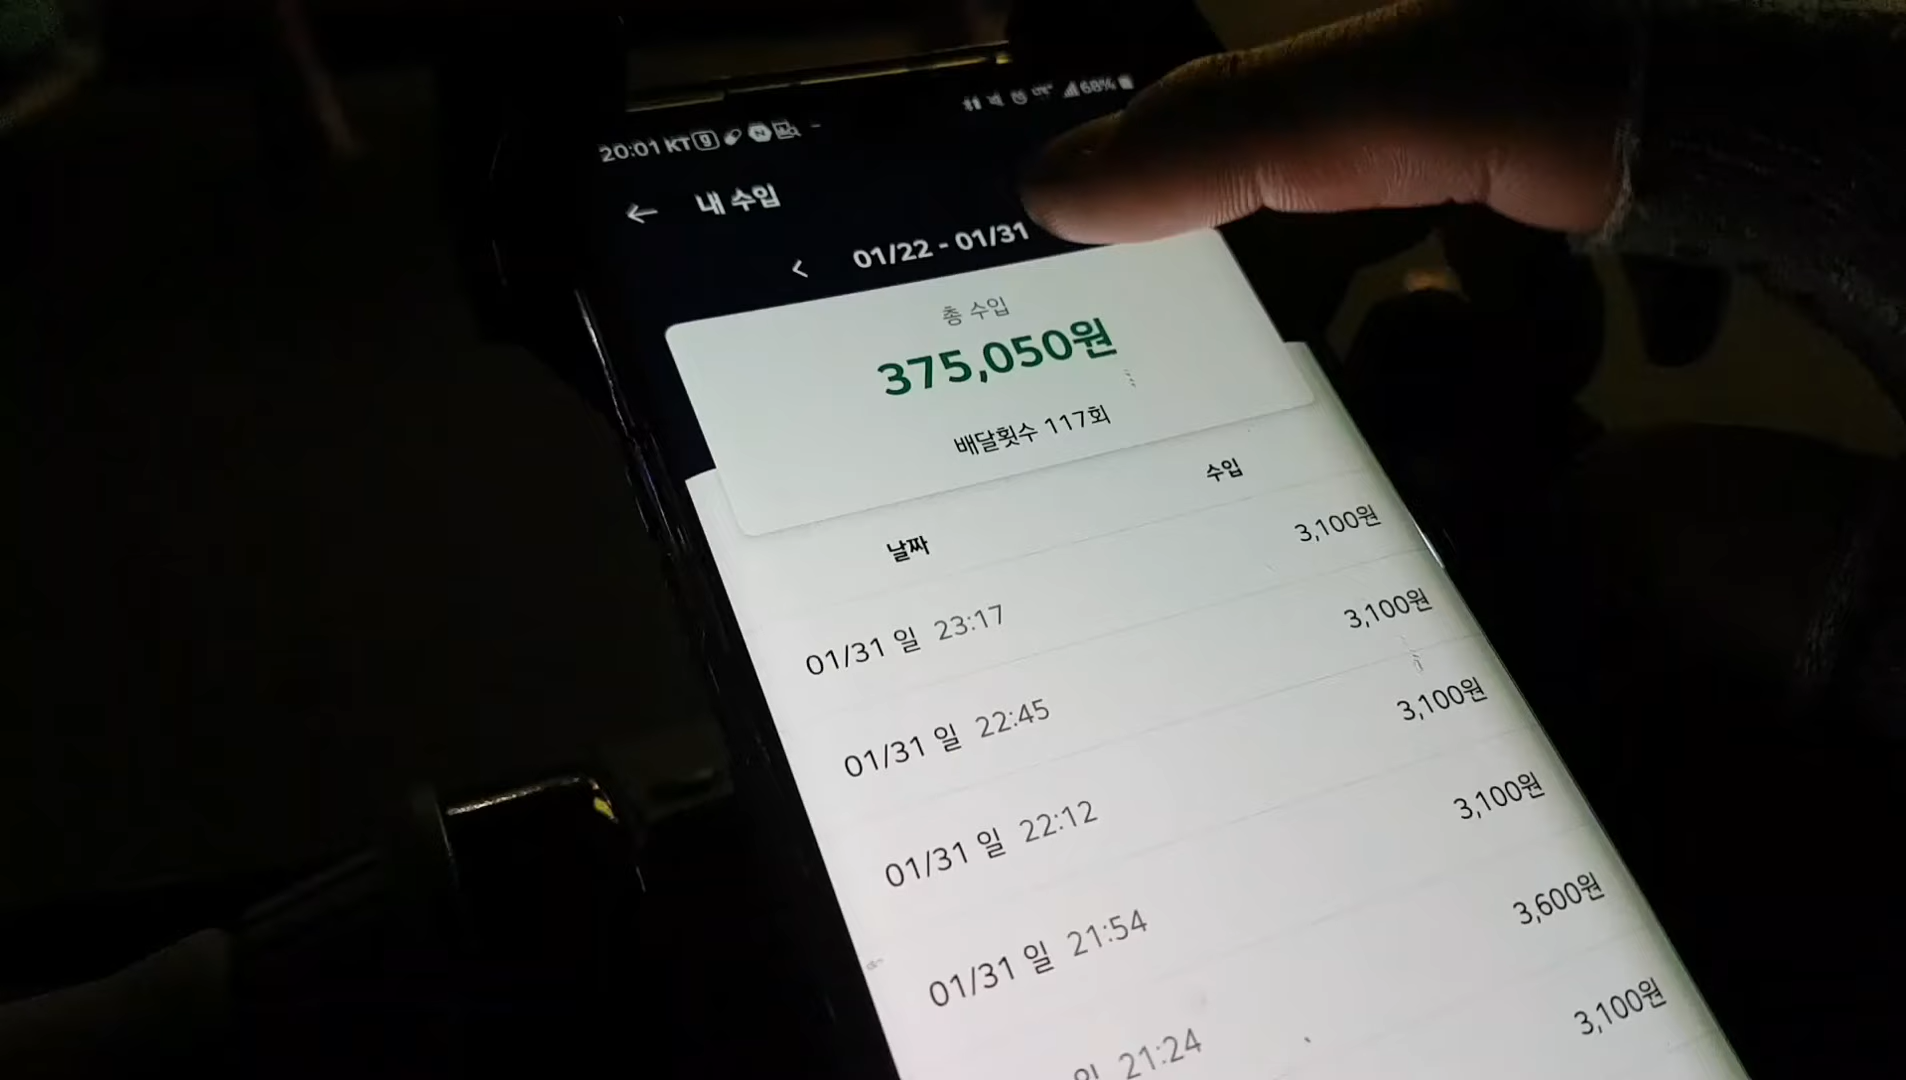 20:01 KT 68%
내 수입
01/22 - 01/31
총 수입
375,050원
배달횟수 117회
날짜 수입
01/31 일 23:17 3,100원
01/31 일 22:45 3,100원
01/31 일 22:12 3,100원
01/31 일 21:54 3,100원
일 21:24 3,600원
3,100원